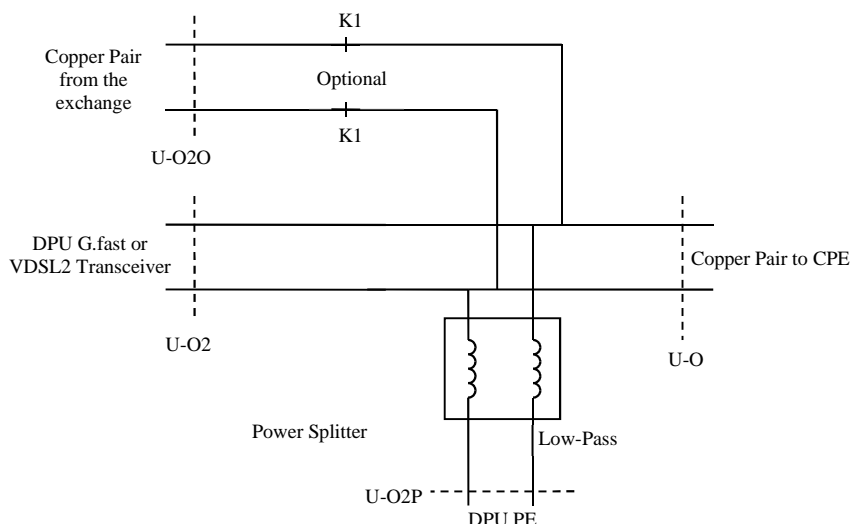 K1
Copper Pair
from the
exchange
Optional
K1
U-O2O
DPU G.fast or
VDSL2 Transceiver
Copper Pair to CPE
U-O2
U-O
Power Splitter
Low-Pass
U-O2P
DPU PE